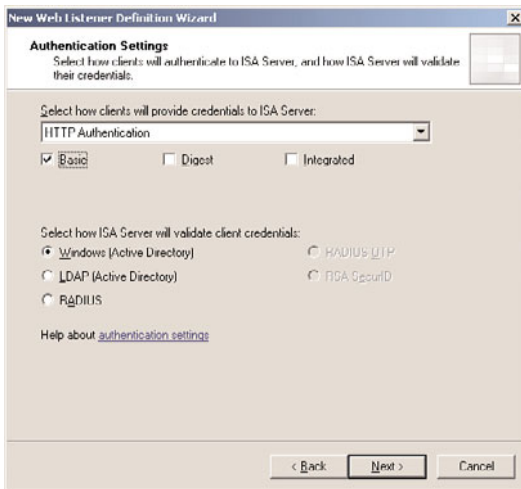 New Web Listener Definition Wizard
Authentication Settings
Select how clients will authenticate to ISA Server, and how ISA Server will validate
their credentials.
Select how clients will provide credentials to ISA Server:
HTTP Authentication
Basic Digest Integrated
Select how ISA Server will validate client credentials:
Windows (Active Directory) RADIUS OTP
LDAP (Active Directory) RSA SecurID
RADIUS
Help about authentication settings
< Back Next > Cancel